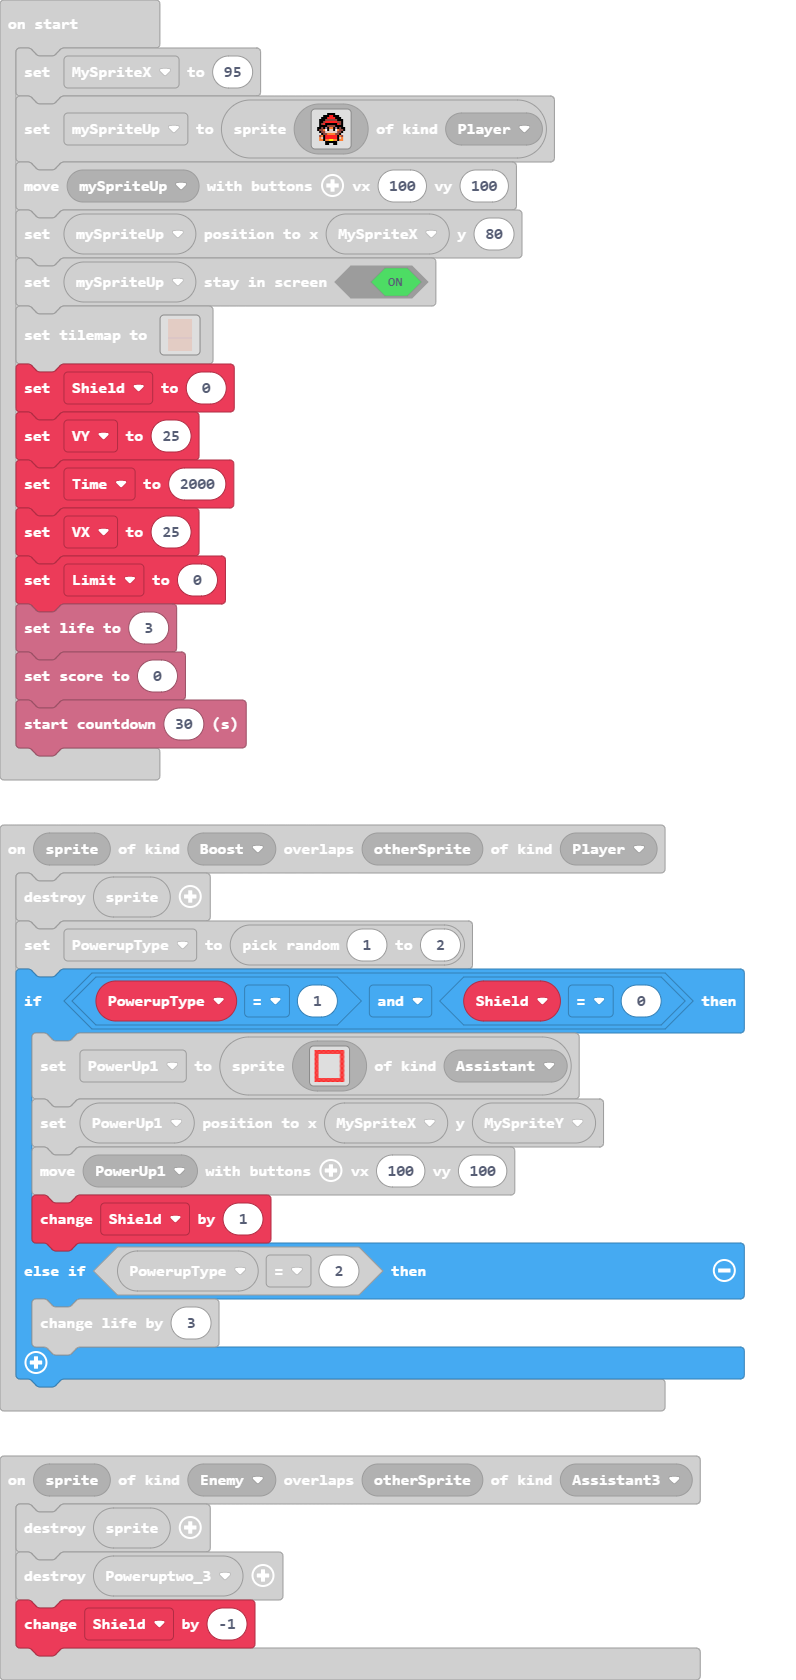 on start
set MySpriteX to 95
set mySpriteUp to sprite of kind Player
move mySpriteUp with buttons vx 100 vy 100
set mySpriteUp position to x MySpriteX y 80
set mySpriteUp stay in screen ON
set tilemap to
set Shield to 0
set VY to 25
set Time to 2000
set VX to 25
set Limit to 0
set life to 3
set score to 0
start countdown 30 (s)
on sprite of kind Boost overlaps otherSprite of kind Player
destroy sprite
set PowerupType to pick random 1 to 2
if PowerupType = 1 and Shield = 0 then
set PowerUp1 to sprite of kind Assistant
set PowerUp1 position to x MySpriteX y MySpriteY
move PowerUp1 with buttons vx 100 vy 100
change Shield by 1
else if PowerupType = 2 then
change life by 3
on sprite of kind Enemy overlaps otherSprite of kind Assistant3
destroy sprite
destroy Poweruptwo_3
change Shield by -1